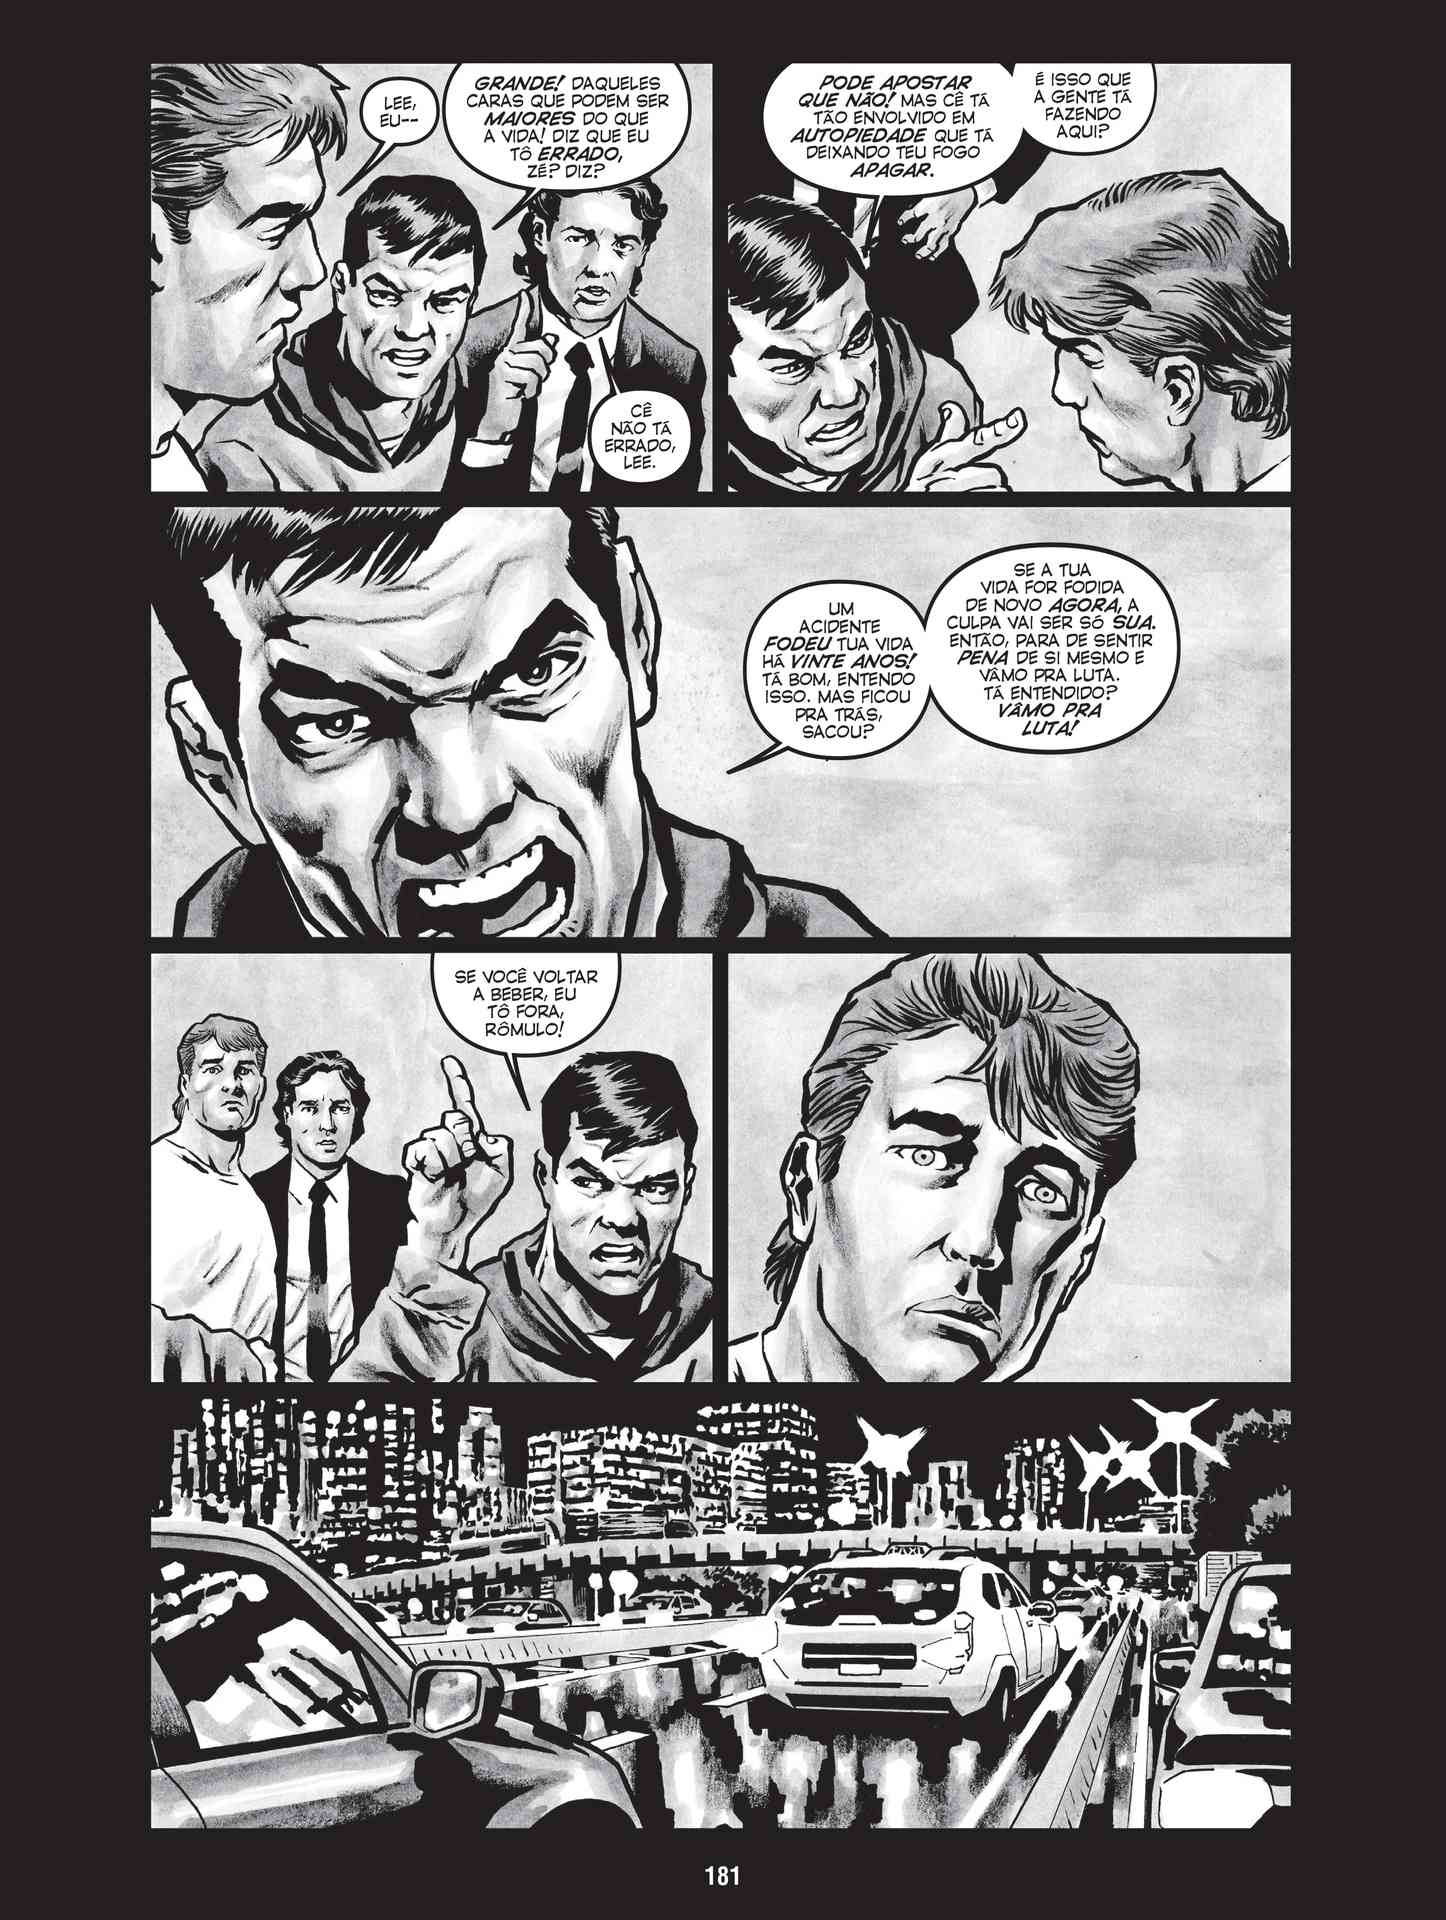 LEE,
EU--
GRANDE! DAQUELES
CARAS QUE PODEM SER
MAIORES DO QUE
A VIDA! DIZ QUE EU
TÔ ERRADO,
ZÉ? DIZ?
CÊ
NÃO TÁ
ERRADO,
LEE.
PODE APOSTAR
QUE NÃO! MAS CÊ TÁ
TÃO ENVOLVIDO EM
AUTOPIEDADE QUE TÁ
DEIXANDO TEU FOGO
APAGAR.
É ISSO QUE
A GENTE TÁ
FAZENDO
AQUI?
UM
ACIDENTE
FODEU TUA VIDA
HÁ VINTE ANOS!
TÁ BOM, ENTENDO
ISSO. MAS FICOU
PRA TRÁS,
SACOU?
SE A TUA
VIDA FOR FODIDA
DE NOVO AGORA, A
CULPA VAI SER SÓ SUA.
ENTÃO, PARA DE SENTIR
PENA DE SI MESMO E
VÂMO PRA LUTA.
TÁ ENTENDIDO?
VÂMO PRA
LUTA!
SE VOCÊ VOLTAR
A BEBER, EU
TÔ FORA,
RÔMULO!
TAXI
181